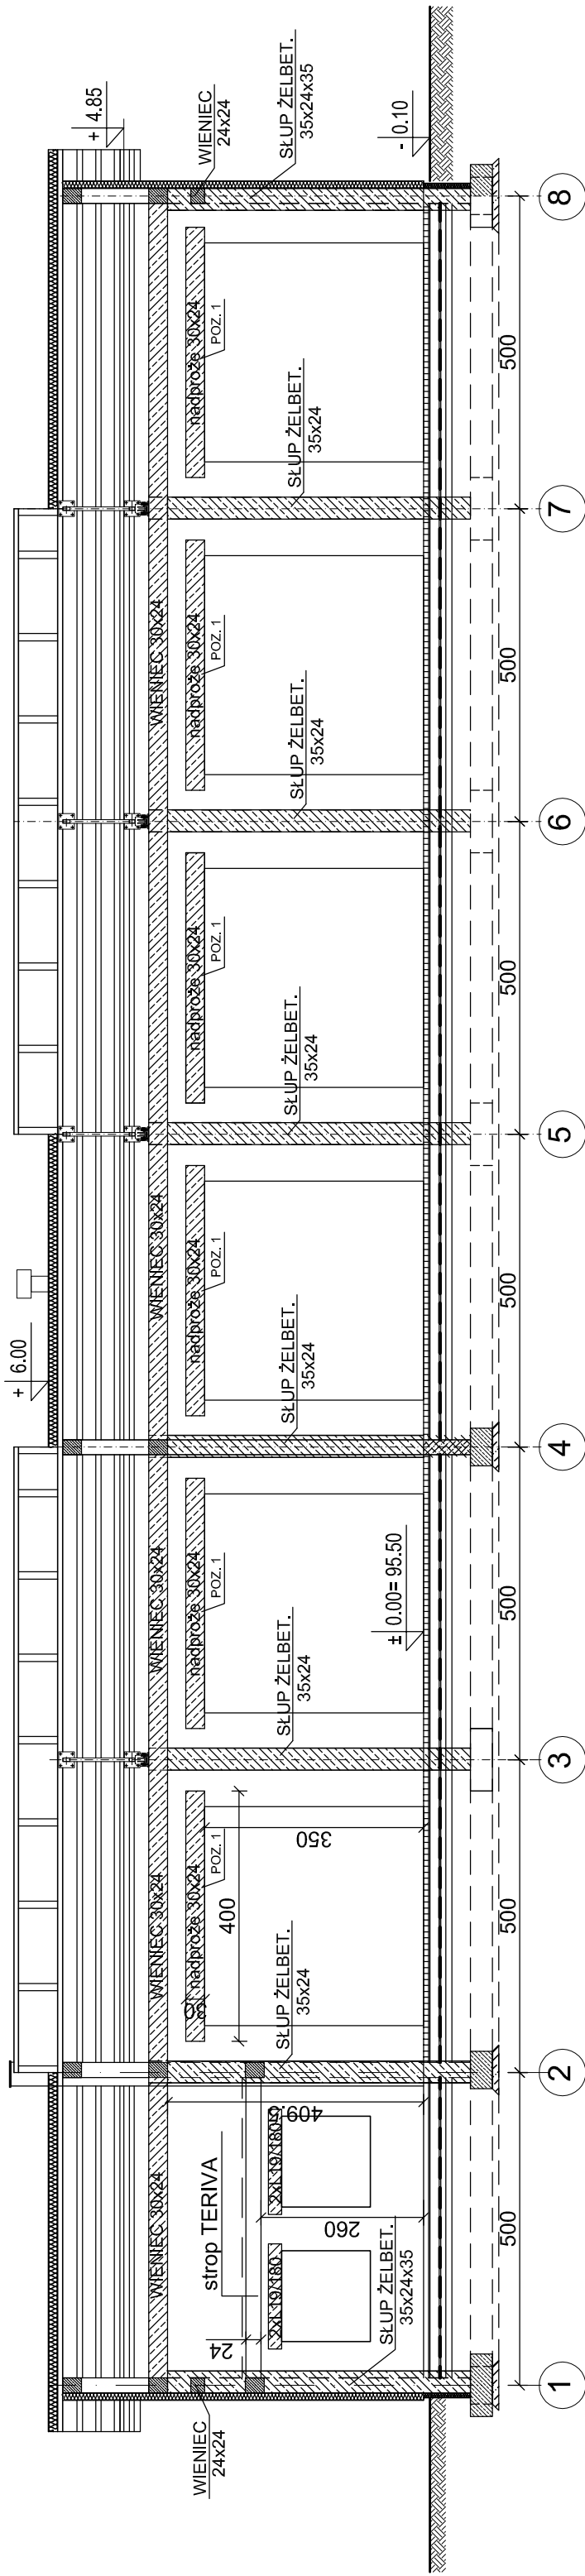 + 6.00
+ 4.85
WIENIEC
24x24
WIENIEC 30x24
WIENIEC 30x24
WIENIEC 30x24
WIENIEC 30x24
WIENIEC 30x24
WIENIEC
24x24
SŁUP ŻELBET.
35x24x35
- 0.10
strop TERIVA
24
2xL19/180
2xL19/180
260
409.5
SŁUP ŻELBET.
35x24x35
30
nadproże 30x24
POZ. 1
400
350
SŁUP ŻELBET.
35x24
nadproże 30x24
POZ. 1
SŁUP ŻELBET.
35x24
± 0.00= 95.50
nadproże 30x24
POZ. 1
SŁUP ŻELBET.
35x24
nadproże 30x24
POZ. 1
SŁUP ŻELBET.
35x24
nadproże 30x24
POZ. 1
SŁUP ŻELBET.
35x24
nadproże 30x24
POZ. 1
SŁUP ŻELBET.
35x24
500
500
500
500
500
500
500
1
2
3
4
5
6
7
8